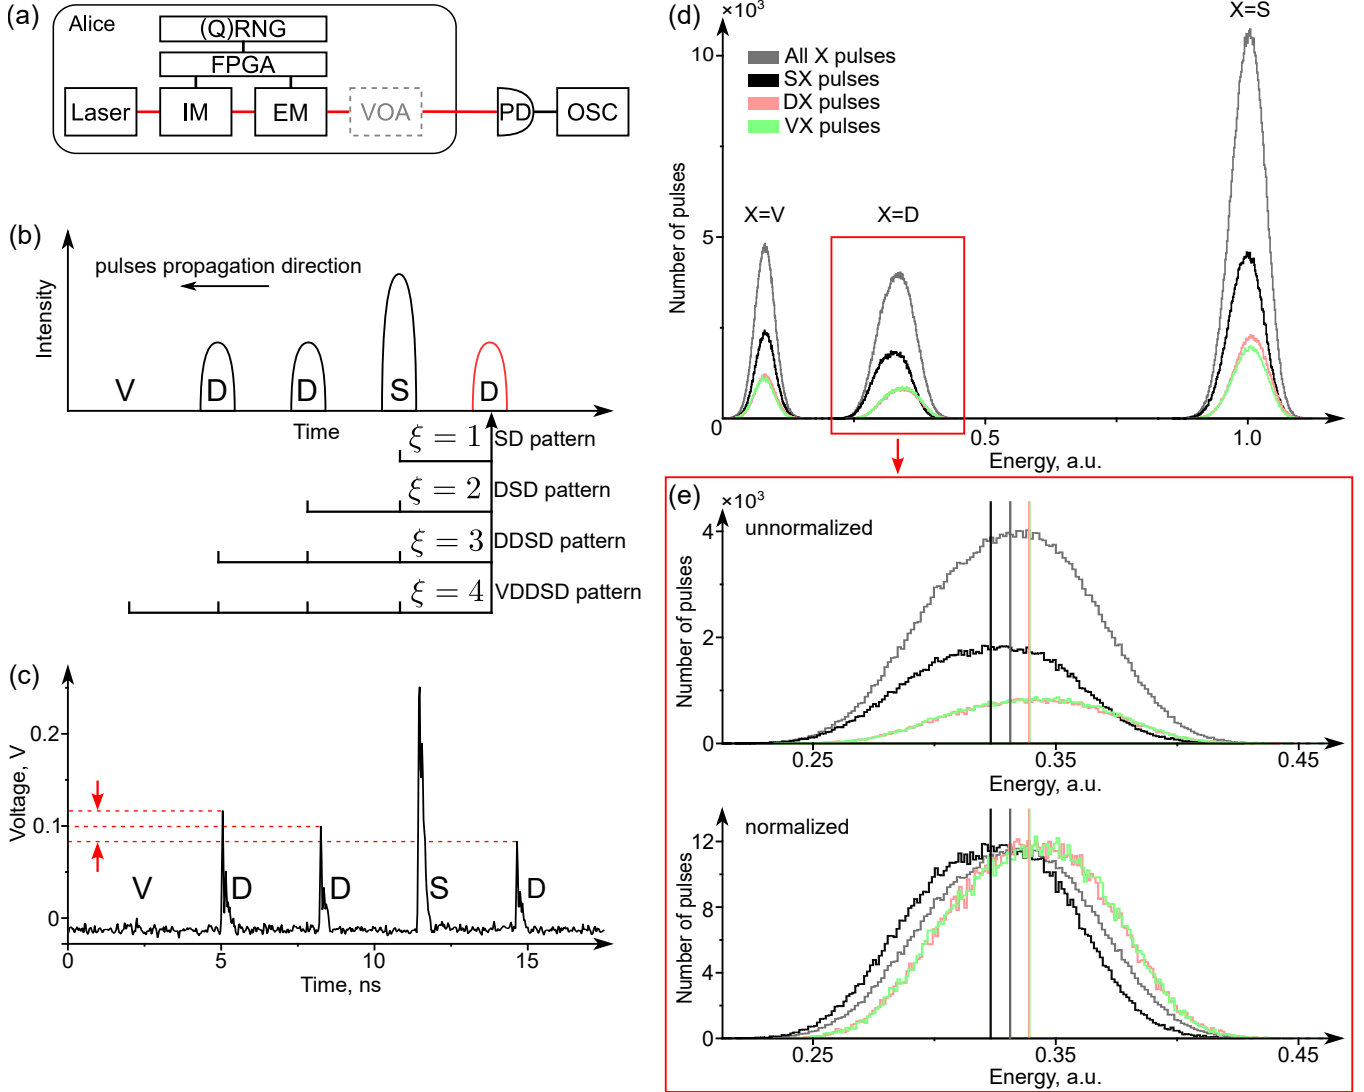 (a)
Alice
(Q)RNG
FPGA
Laser
IM
EM
VOA
PD
OSC
(b)
Intensity
pulses propagation direction
V
D
D
S
D
Time
ξ = 1 SD pattern
ξ = 2 DSD pattern
ξ = 3 DDSD pattern
ξ = 4 VDDSD pattern
(c)
Voltage, V
0.2
0.1
0
V
D
D
S
D
0
5
10
15
Time, ns
(d)
×10³
X=S
10
All X pulses
SX pulses
DX pulses
VX pulses
Number of pulses
X=V
X=D
5
0
0.5
1.0
Energy, a.u.
(e)
×10³
unnormalized
Number of pulses
4
2
0
0.25
0.35
0.45
Energy, a.u.
normalized
Number of pulses
12
8
4
0
0.25
0.35
0.45
Energy, a.u.